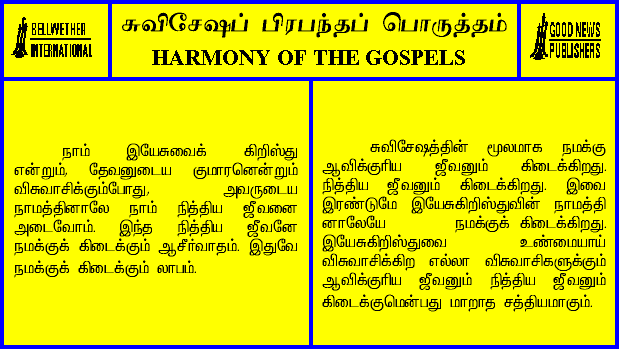 BELLWETHER
INTERNATIONAL
சுவிசேஷப் பிரபந்தப் பொருத்தம்
HARMONY OF THE GOSPELS
GOOD NEWS
PUBLISHERS
நாம் இயேசுவைக் கிறிஸ்து
என்றும், தேவனுடைய குமாரனென்றும்
விசுவாசிக்கும்போது, அவருடைய
நாமத்தினாலே நாம் நித்திய ஜீவனை
அடைவோம். இந்த நித்திய ஜீவனே
நமக்குக் கிடைக்கும் ஆசீர்வாதம். இதுவே
நமக்குக் கிடைக்கும் லாபம்.
சுவிசேஷத்தின் மூலமாக நமக்கு
ஆவிக்குரிய ஜீவனும் கிடைக்கிறது.
நித்திய ஜீவனும் கிடைக்கிறது. இவை
இரண்டுமே இயேசுகிறிஸ்துவின் நாமத்தி
னாலேயே நமக்குக் கிடைக்கிறது.
இயேசுகிறிஸ்துவை உண்மையாய்
விசுவாசிக்கிற எல்லா விசுவாசிகளுக்கும்
ஆவிக்குரிய ஜீவனும் நித்திய ஜீவனும்
கிடைக்குமென்பது மாறாத சத்தியமாகும்.